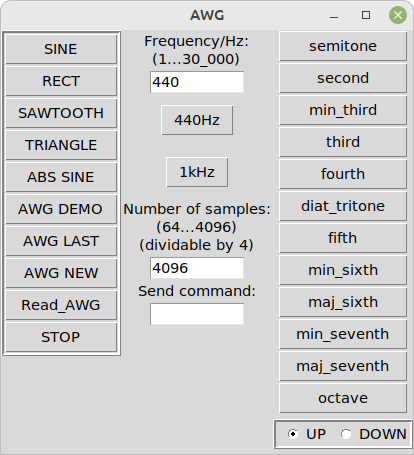 AWG
SINE
RECT
SAWTOOTH
TRIANGLE
ABS SINE
AWG DEMO
AWG LAST
AWG NEW
Read_AWG
STOP
Frequency/Hz:
(1...30_000)
440
440Hz
1kHz
Number of samples:
(64...4096)
(dividable by 4)
4096
Send command:
semitone
second
min_third
third
fourth
diat_tritone
fifth
min_sixth
maj_sixth
min_seventh
maj_seventh
octave
UP DOWN